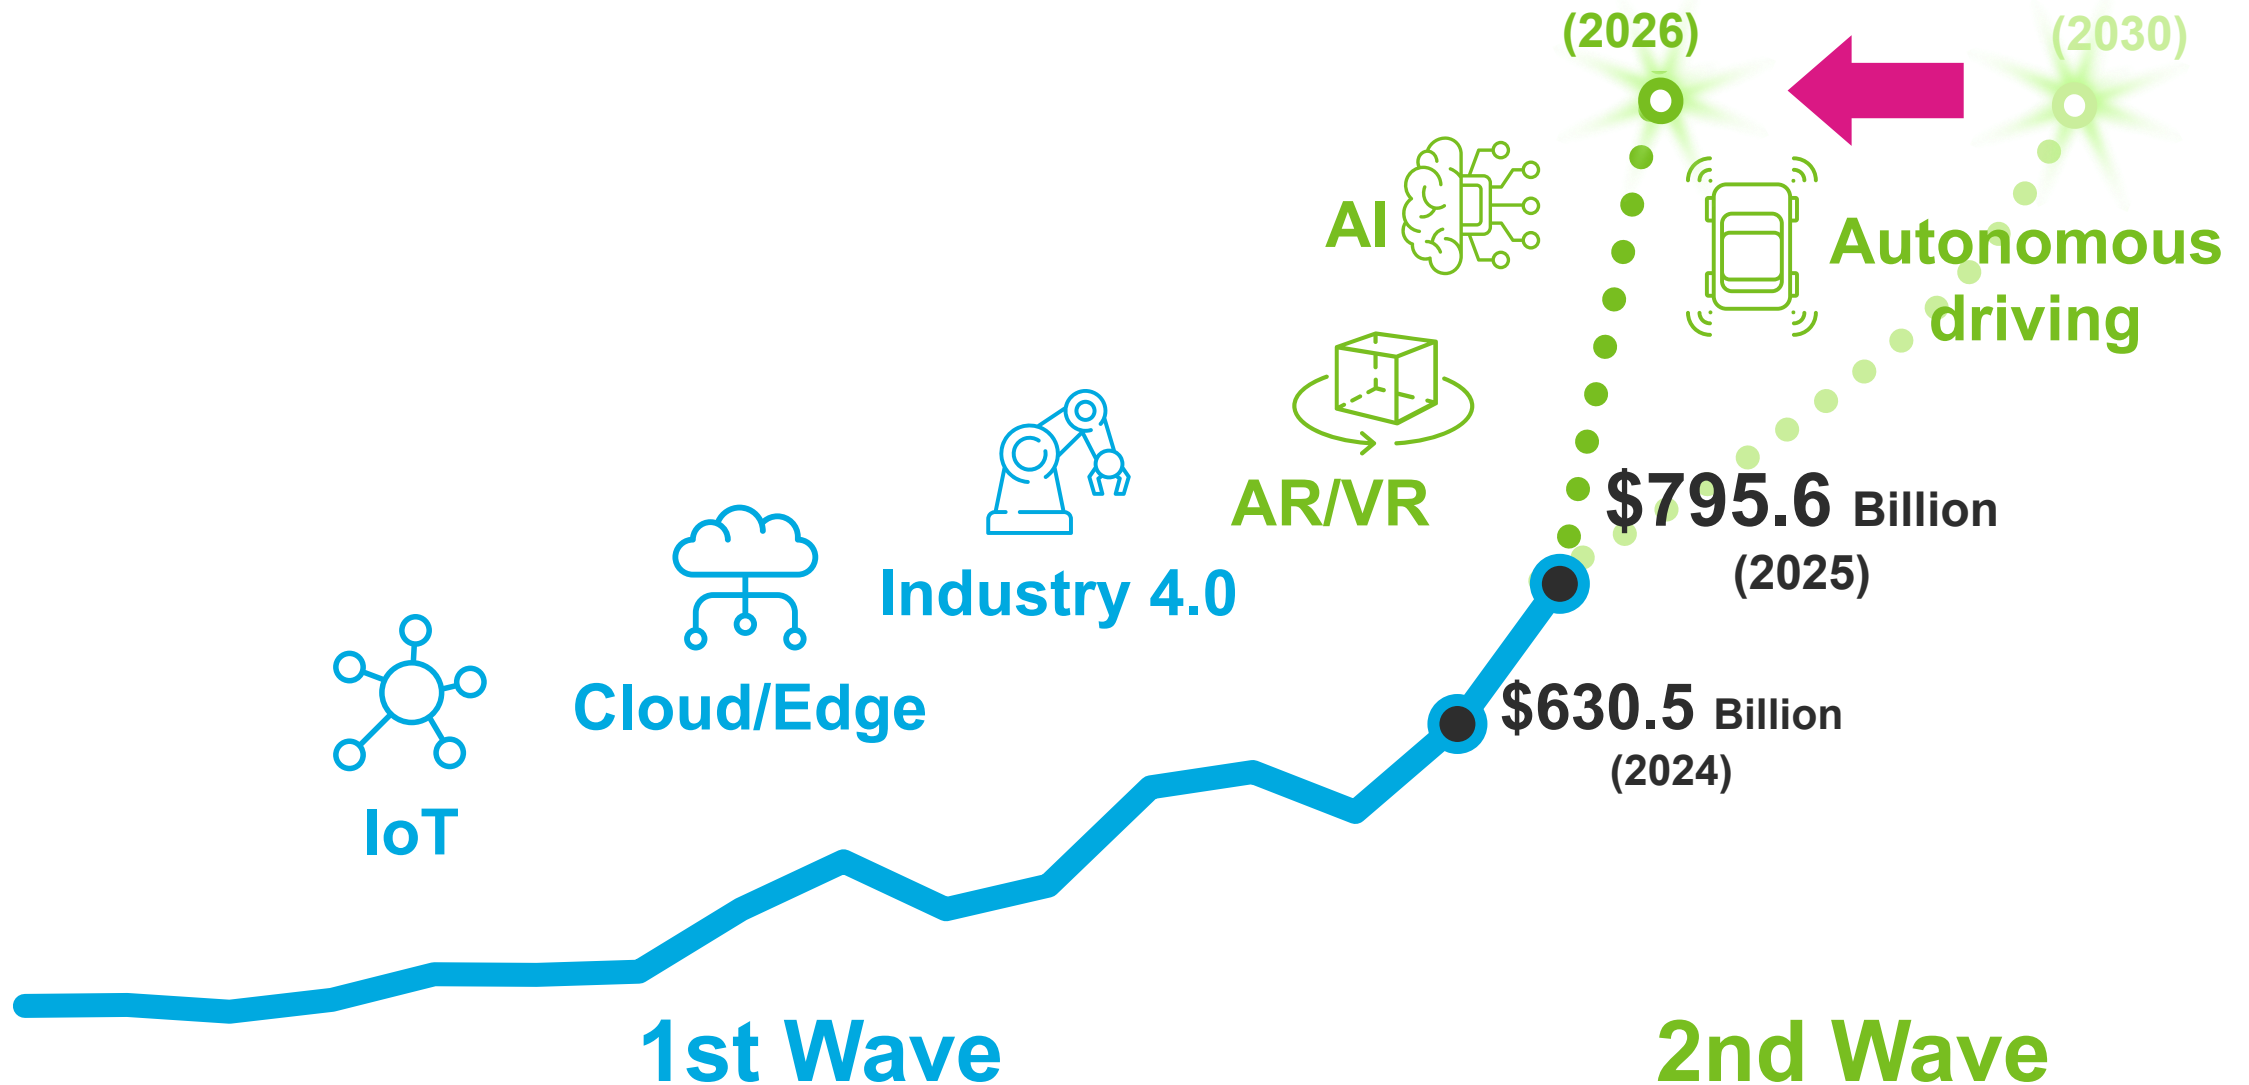 (2026)
(2030)
AI
Autonomous
driving
AR/VR
$795.6 Billion
(2025)
Industry 4.0
Cloud/Edge
$630.5 Billion
(2024)
IoT
1st Wave
2nd Wave